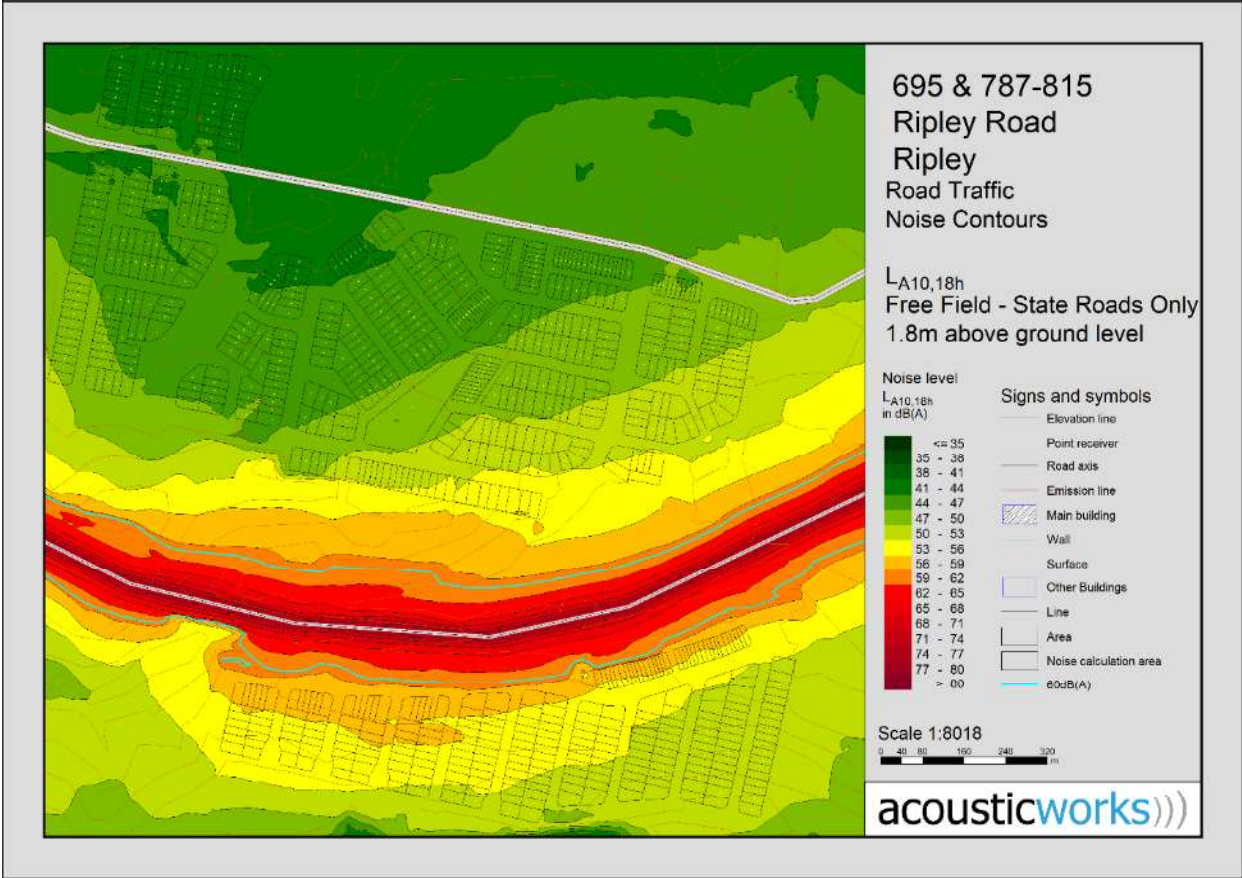 695 & 787-815
Ripley Road
Ripley
Road Traffic
Noise Contours
LA10,18h
Free Field - State Roads Only
1.8m above ground level
Noise level
LA10,18h
in dB(A)
<= 35
35 - 38
38 - 41
41 - 44
44 - 47
47 - 50
50 - 53
53 - 56
56 - 59
59 - 62
62 - 65
65 - 68
68 - 71
71 - 74
74 - 77
77 - 80
> 80
Signs and symbols
Elevation line
Point receiver
Road axis
Emission line
Main building
Wall
Surface
Other Buildings
Line
Area
Noise calculation area
60dB(A)
Scale 1:8018
0 40 80 160 240 320
m
acousticworks)))